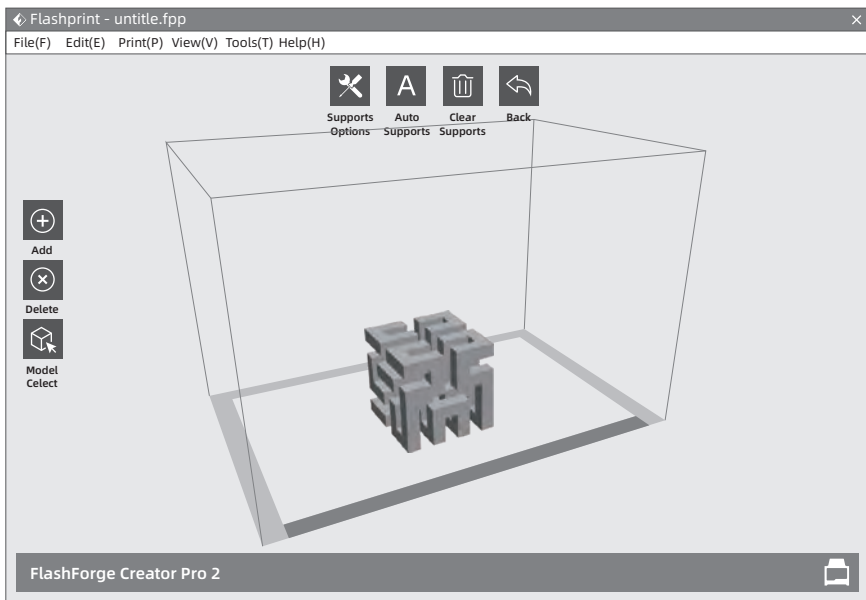 Flashprint - untitle.fpp
File(F) Edit(E) Print(P) View(V) Tools(T) Help(H)
A
Supports Options
Auto Supports
Clear Supports
Back
Add
Delete
Model
Celect
FlashForge Creator Pro 2